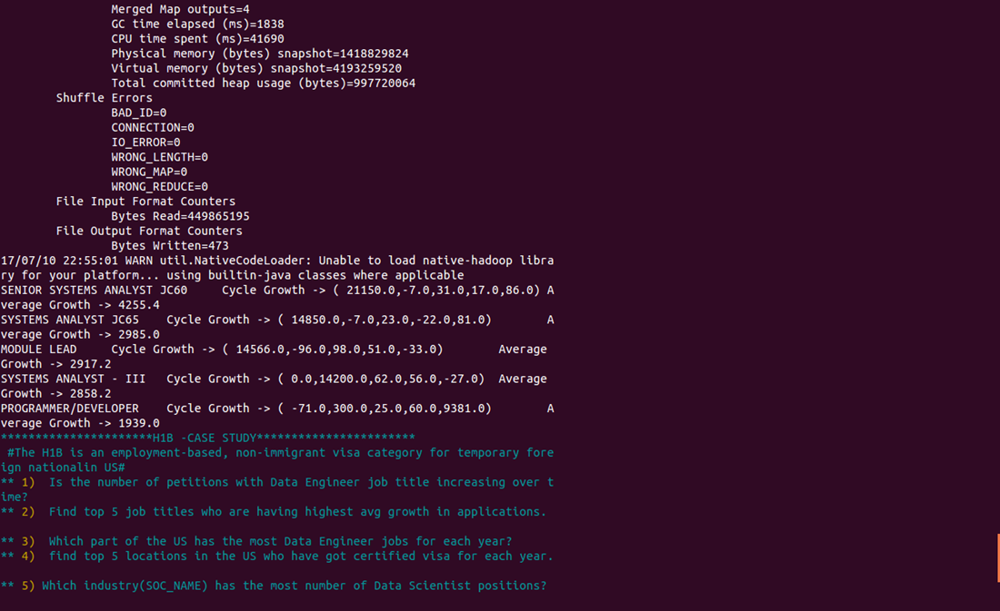 Merged Map outputs=4
GC time elapsed (ms)=1838
CPU time spent (ms)=41690
Physical memory (bytes) snapshot=1418829824
Virtual memory (bytes) snapshot=4193259520
Total committed heap usage (bytes)=997720064
Shuffle Errors
BAD_ID=0
CONNECTION=0
IO_ERROR=0
WRONG_LENGTH=0
WRONG_MAP=0
WRONG_REDUCE=0
File Input Format Counters
Bytes Read=449865195
File Output Format Counters
Bytes Written=473
17/07/10 22:55:01 WARN util.NativeCodeLoader: Unable to load native-hadoop libra
ry for your platform... using builtin-java classes where applicable
SENIOR SYSTEMS ANALYST JC60     Cycle Growth -> ( 21150.0,-7.0,31.0,17.0,86.0) A
verage Growth -> 4255.4
SYSTEMS ANALYST JC65    Cycle Growth -> ( 14850.0,-7.0,23.0,-22.0,81.0)        A
verage Growth -> 2985.0
MODULE LEAD     Cycle Growth -> ( 14566.0,-96.0,98.0,51.0,-33.0)        Average
Growth -> 2917.2
SYSTEMS ANALYST - III   Cycle Growth -> ( 0.0,14200.0,62.0,56.0,-27.0)  Average
Growth -> 2858.2
PROGRAMMER/DEVELOPER    Cycle Growth -> ( -71.0,300.0,25.0,60.0,9381.0)        A
verage Growth -> 1939.0
**********************H1B -CASE STUDY***********************
#The H1B is an employment-based, non-immigrant visa category for temporary fore
ign nationalin US#
** 1)  Is the number of petitions with Data Engineer job title increasing over t
ime?
** 2)  Find top 5 job titles who are having highest avg growth in applications.
** 3)  Which part of the US has the most Data Engineer jobs for each year?
** 4)  find top 5 locations in the US who have got certified visa for each year.
** 5) Which industry(SOC_NAME) has the most number of Data Scientist positions?